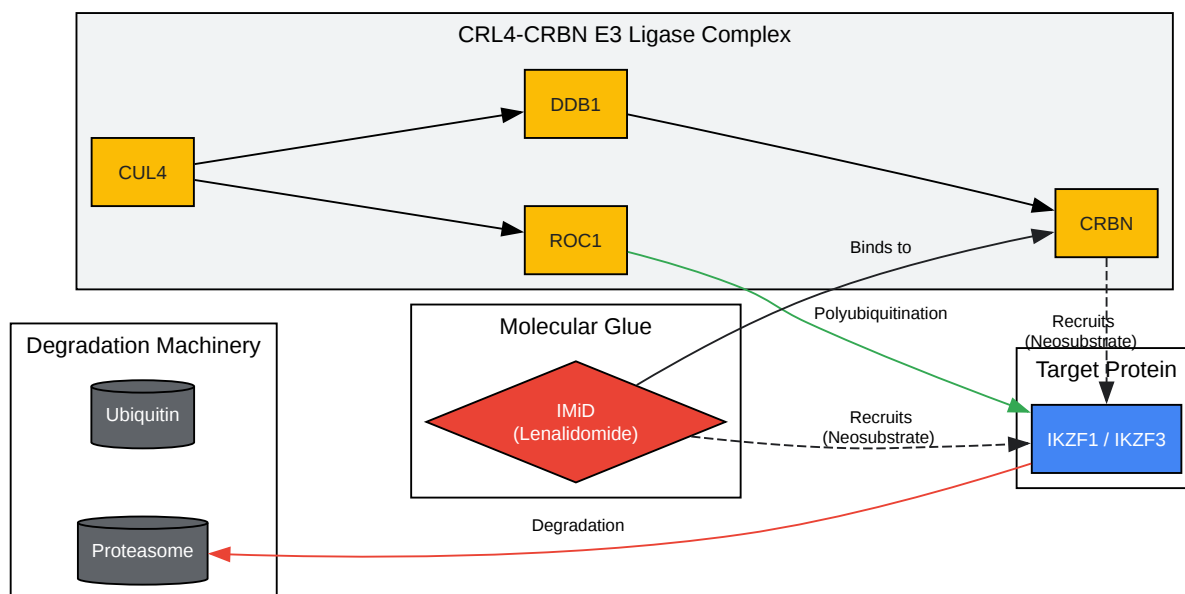 CRL4-CRBN E3 Ligase Complex
DDB1
CUL4
ROC1
CRBN
Binds to
Polyubiquitination
Recruits
(Neosubstrate)
Molecular Glue
IMiD
(Lenalidomide)
Recruits
(Neosubstrate)
Target Protein
IKZF1 / IKZF3
Degradation Machinery
Ubiquitin
Proteasome
Degradation